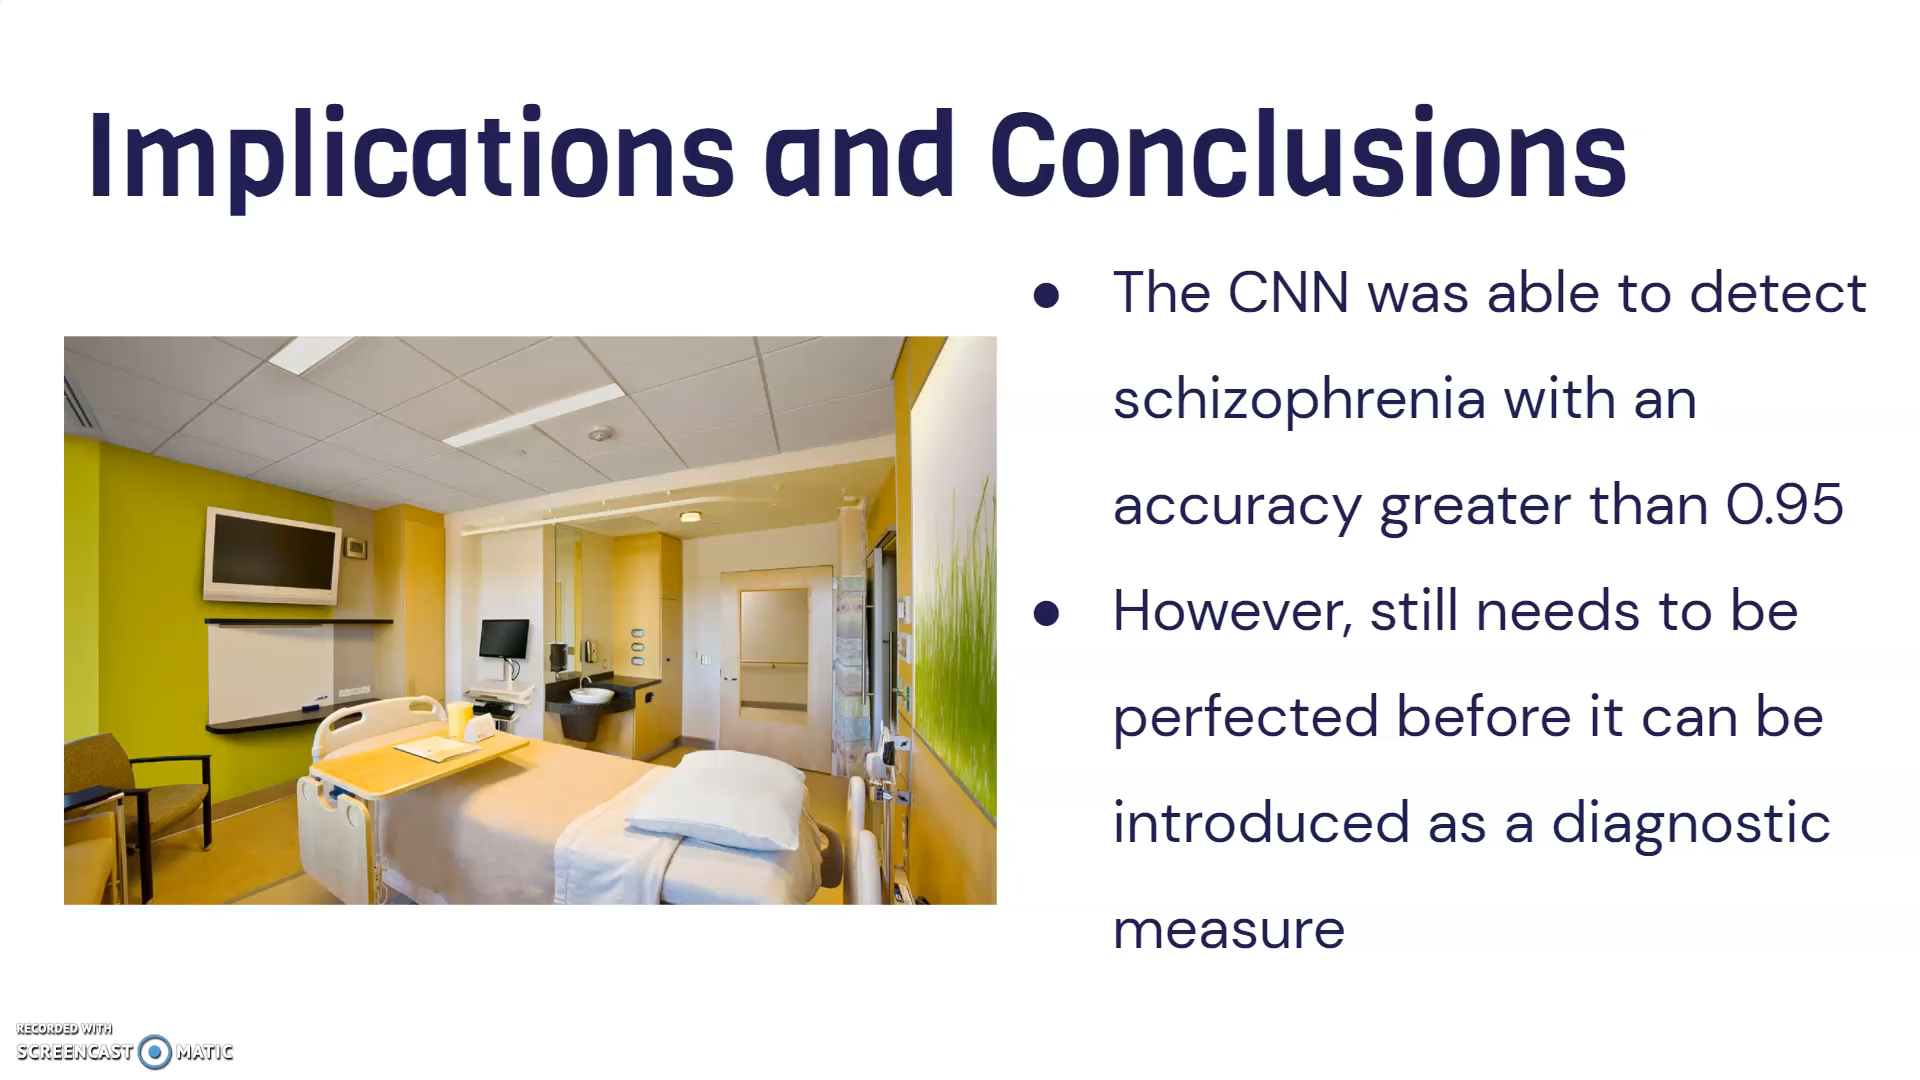 Implications and Conclusions
● The CNN was able to detect
schizophrenia with an
accuracy greater than 0.95
● However, still needs to be
perfected before it can be
introduced as a diagnostic
measure
RECORDED WITH
SCREENCAST MATIC